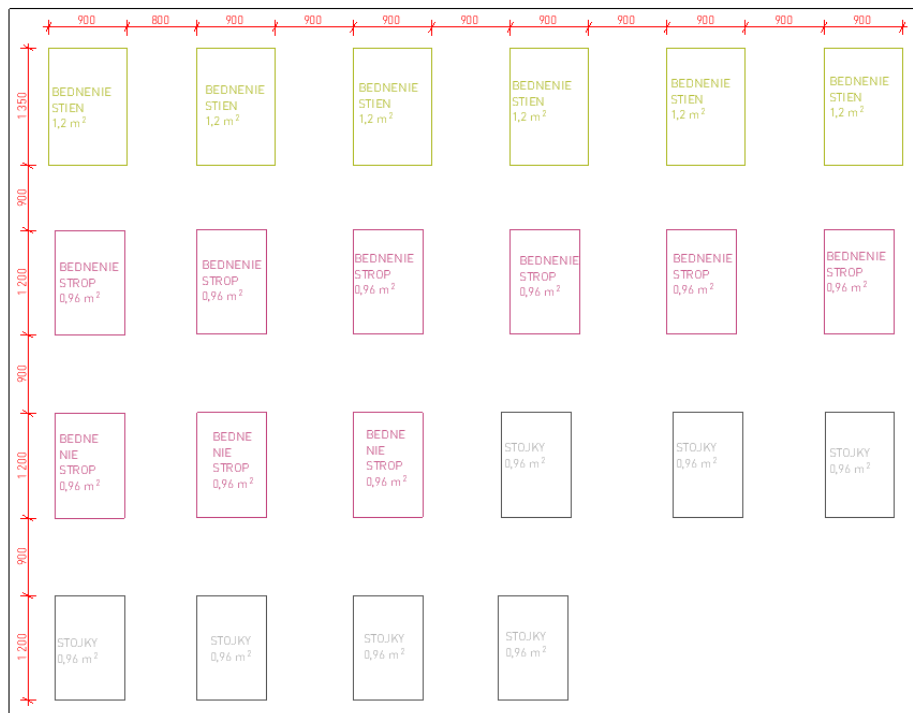 900 800 900 900 900 900 900 900 900 900 900
1 350
BEDNENIE
STIEN
1,2 m²
BEDNENIE
STIEN
1,2 m²
BEDNENIE
STIEN
1,2 m²
BEDNENIE
STIEN
1,2 m²
BEDNENIE
STIEN
1,2 m²
BEDNENIE
STIEN
1,2 m²
900
1 200
BEDNENIE
STROP
0,96 m²
BEDNENIE
STROP
0,96 m²
BEDNENIE
STROP
0,96 m²
BEDNENIE
STROP
0,96 m²
BEDNENIE
STROP
0,96 m²
BEDNENIE
STROP
0,96 m²
900
1 200
BEDNE
NIE
STROP
0,96 m²
BEDNE
NIE
STROP
0,96 m²
BEDNE
NIE
STROP
0,96 m²
STOJKY
0,96 m²
STOJKY
0,96 m²
STOJKY
0,96 m²
900
1 200
STOJKY
0,96 m²
STOJKY
0,96 m²
STOJKY
0,96 m²
STOJKY
0,96 m²